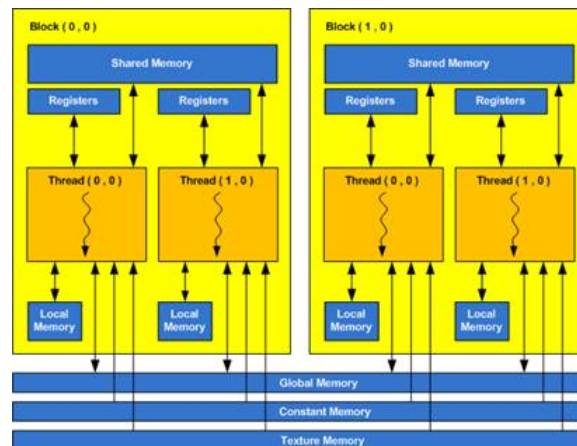 Block ( 0 , 0 )
Shared Memory
Registers
Registers
Thread ( 0 , 0 )
Thread ( 1 , 0 )
Local
Memory
Local
Memory
Block ( 1 , 0 )
Shared Memory
Registers
Registers
Thread ( 0 , 0 )
Thread ( 1 , 0 )
Local
Memory
Local
Memory
Global Memory
Constant Memory
Texture Memory